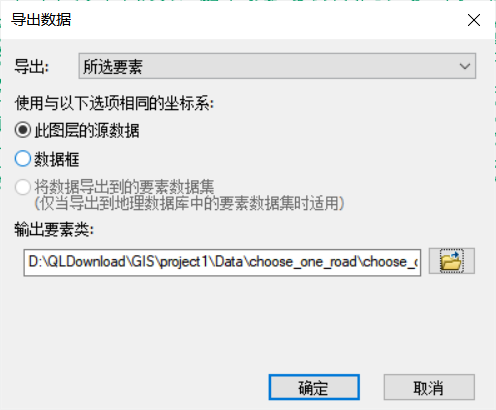 导出数据
导出: 所选要素
使用与以下选项相同的坐标系:
此图层的源数据
数据框
将数据导出到的要素数据集
(仅当导出到地理数据库中的要素数据集时适用)
输出要素类:
D:\QLDownload\GIS\project1\Data\choose_one_road\choose_
确定 取消